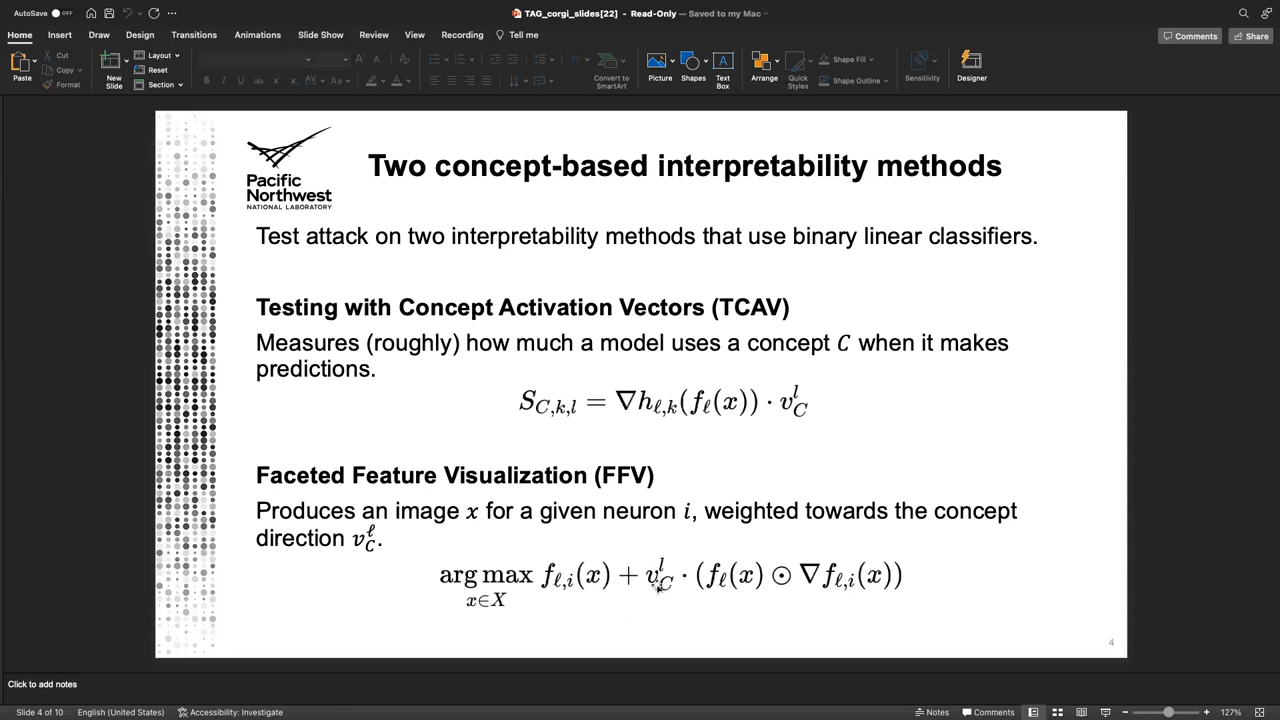 AutoSave OFF ... TAG_corgi_slides[22] - Read-Only — Saved to my Mac
Home Insert Draw Design Transitions Animations Slide Show Review View Recording Tell me Comments Share
Paste Cut Copy Format New Slide Layout Reset Section B I U ab Convert to SmartArt Picture Shapes Text Box Arrange Quick Styles Shape Fill Shape Outline Sensitivity Designer
Pacific
Northwest
NATIONAL LABORATORY
Two concept-based interpretability methods
Test attack on two interpretability methods that use binary linear classifiers.
Testing with Concept Activation Vectors (TCAV)
Measures (roughly) how much a model uses a concept C when it makes
predictions.
S_{C,k,l} = ∇h_{ℓ,k}(f_ℓ(x)) · v_C^l
Faceted Feature Visualization (FFV)
Produces an image x for a given neuron i, weighted towards the concept
direction v_C^ℓ.
arg max f_{ℓ,i}(x) + v_C^l · (f_ℓ(x) ⊙ ∇f_{ℓ,i}(x))
x∈X
4
Click to add notes
Slide 4 of 10 English (United States) Accessibility: Investigate Notes Comments 127%